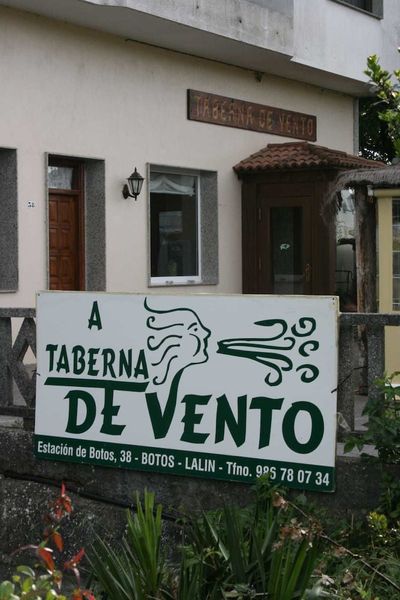 TABERNA DE VENTO
A
TABERNA
DE VENTO
Estación de Botos, 38 - BOTOS - LALIN - Tfno. 986 78 07 34